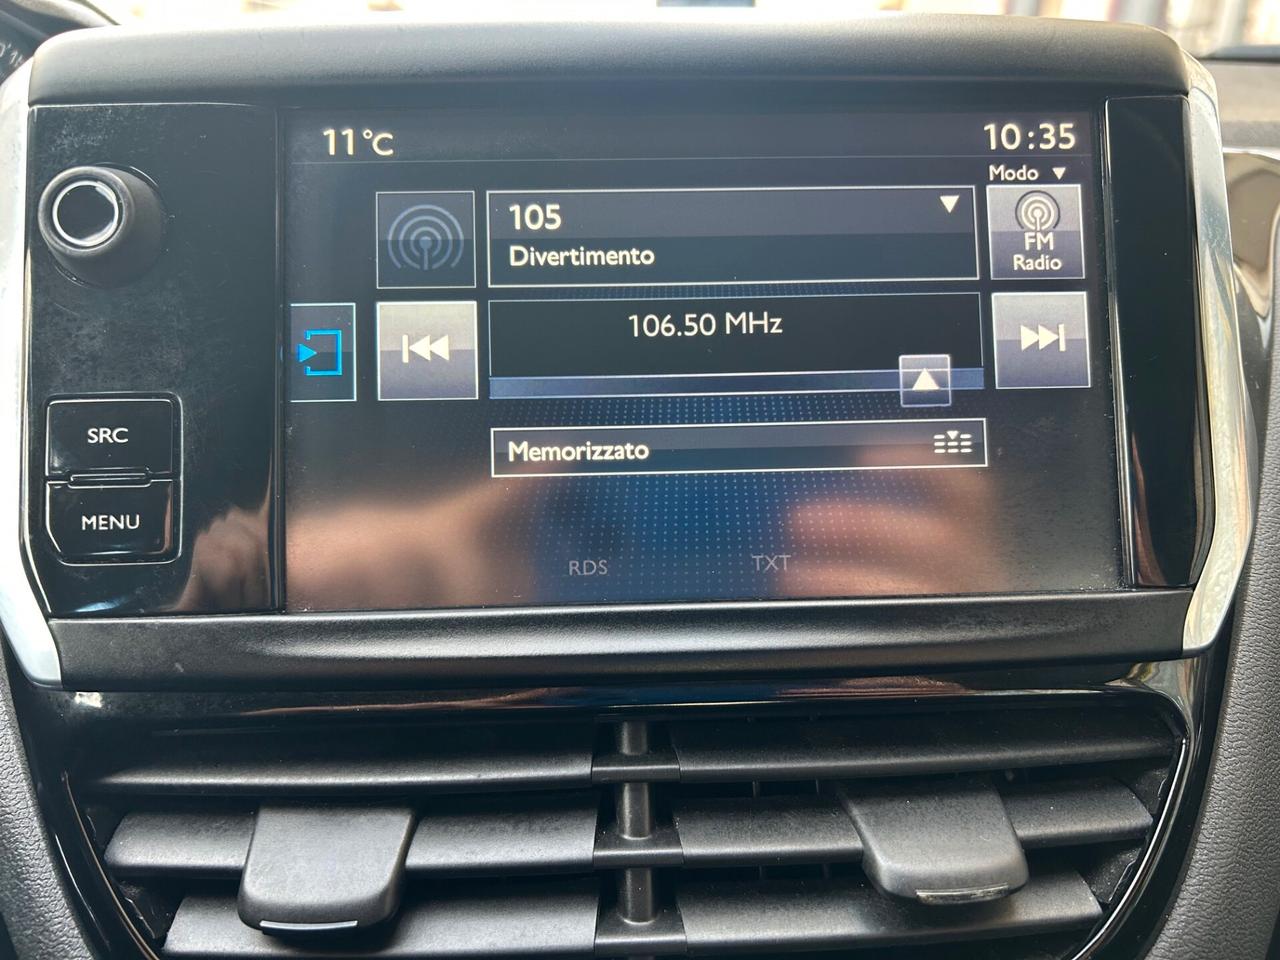 11°C
10:35
Modo ▼
105
Divertimento
FM
Radio
106.50 MHz
SRC
Memorizzato
MENU
RDS
TXT